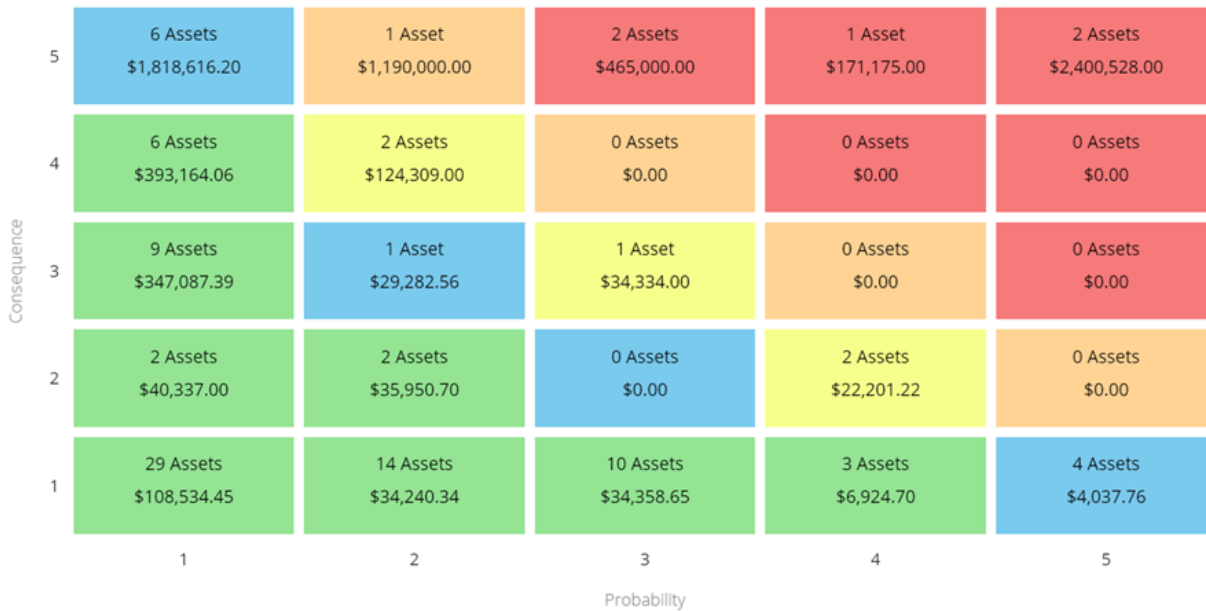 6 Assets
$1,818,616.20
1 Asset
$1,190,000.00
2 Assets
$465,000.00
1 Asset
$171,175.00
2 Assets
$2,400,528.00
5
6 Assets
$393,164.06
2 Assets
$124,309.00
0 Assets
$0.00
0 Assets
$0.00
0 Assets
$0.00
4
9 Assets
$347,087.39
1 Asset
$29,282.56
1 Asset
$34,334.00
0 Assets
$0.00
0 Assets
$0.00
3
2 Assets
$40,337.00
2 Assets
$35,950.70
0 Assets
$0.00
2 Assets
$22,201.22
0 Assets
$0.00
2
29 Assets
$108,534.45
14 Assets
$34,240.34
10 Assets
$34,358.65
3 Assets
$6,924.70
4 Assets
$4,037.76
1
1
2
3
4
5
Consequence
Probability